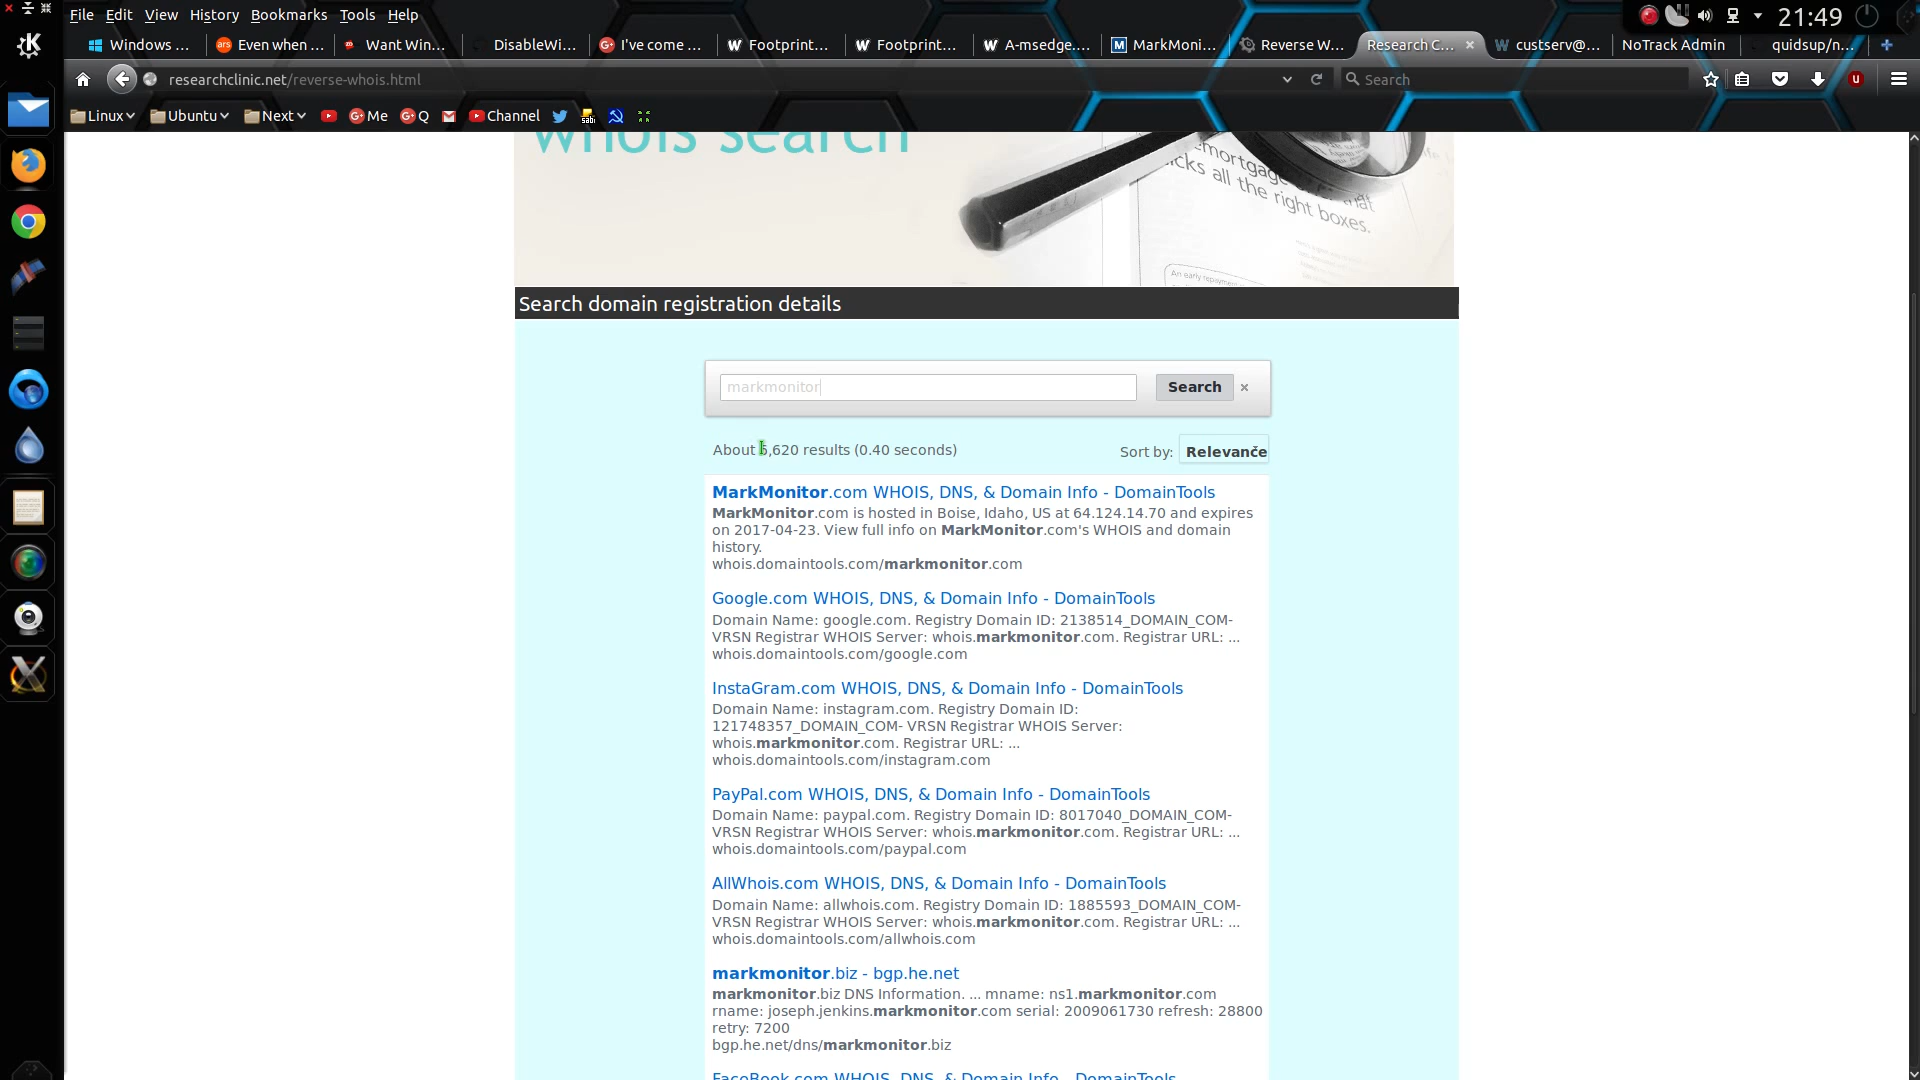 File Edit View History Bookmarks Tools Help
21:49
Windows ...
Even when ...
Want Win...
DisableWi...
I've come ...
Footprint...
Footprint...
A-msedge....
MarkMoni...
Reverse W...
Research C...
custserv@...
NoTrack Admin
quidsup/n...
researchclinic.net/reverse-whois.html
Search
Linux
Ubuntu
Next
Me
Q
Channel
whois search
mortgage
cks all the right boxes.
An early repayment
Search domain registration details
markmonitor
Search
About 6,620 results (0.40 seconds)
Sort by: Relevance
MarkMonitor.com WHOIS, DNS, & Domain Info - DomainTools
MarkMonitor.com is hosted in Boise, Idaho, US at 64.124.14.70 and expires
on 2017-04-23. View full info on MarkMonitor.com's WHOIS and domain
history.
whois.domaintools.com/markmonitor.com
Google.com WHOIS, DNS, & Domain Info - DomainTools
Domain Name: google.com. Registry Domain ID: 2138514_DOMAIN_COM-
VRSN Registrar WHOIS Server: whois.markmonitor.com. Registrar URL: ...
whois.domaintools.com/google.com
InstaGram.com WHOIS, DNS, & Domain Info - DomainTools
Domain Name: instagram.com. Registry Domain ID:
121748357_DOMAIN_COM- VRSN Registrar WHOIS Server:
whois.markmonitor.com. Registrar URL: ...
whois.domaintools.com/instagram.com
PayPal.com WHOIS, DNS, & Domain Info - DomainTools
Domain Name: paypal.com. Registry Domain ID: 8017040_DOMAIN_COM-
VRSN Registrar WHOIS Server: whois.markmonitor.com. Registrar URL: ...
whois.domaintools.com/paypal.com
AllWhois.com WHOIS, DNS, & Domain Info - DomainTools
Domain Name: allwhois.com. Registry Domain ID: 1885593_DOMAIN_COM-
VRSN Registrar WHOIS Server: whois.markmonitor.com. Registrar URL: ...
whois.domaintools.com/allwhois.com
markmonitor.biz - bgp.he.net
markmonitor.biz DNS Information. ... mname: ns1.markmonitor.com
rname: joseph.jenkins.markmonitor.com serial: 2009061730 refresh: 28800
retry: 7200
bgp.he.net/dns/markmonitor.biz
FaceBook.com WHOIS, DNS, & Domain Info - DomainTools